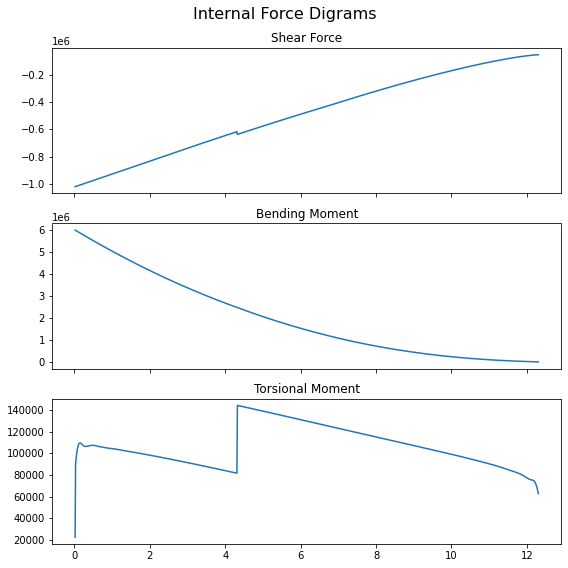 Internal Force Digrams
Shear Force
1e6
−0.2
−0.4
−0.6
−0.8
−1.0
Bending Moment
1e6
6
5
4
3
2
1
0
Torsional Moment
140000
120000
100000
80000
60000
40000
20000
0 2 4 6 8 10 12